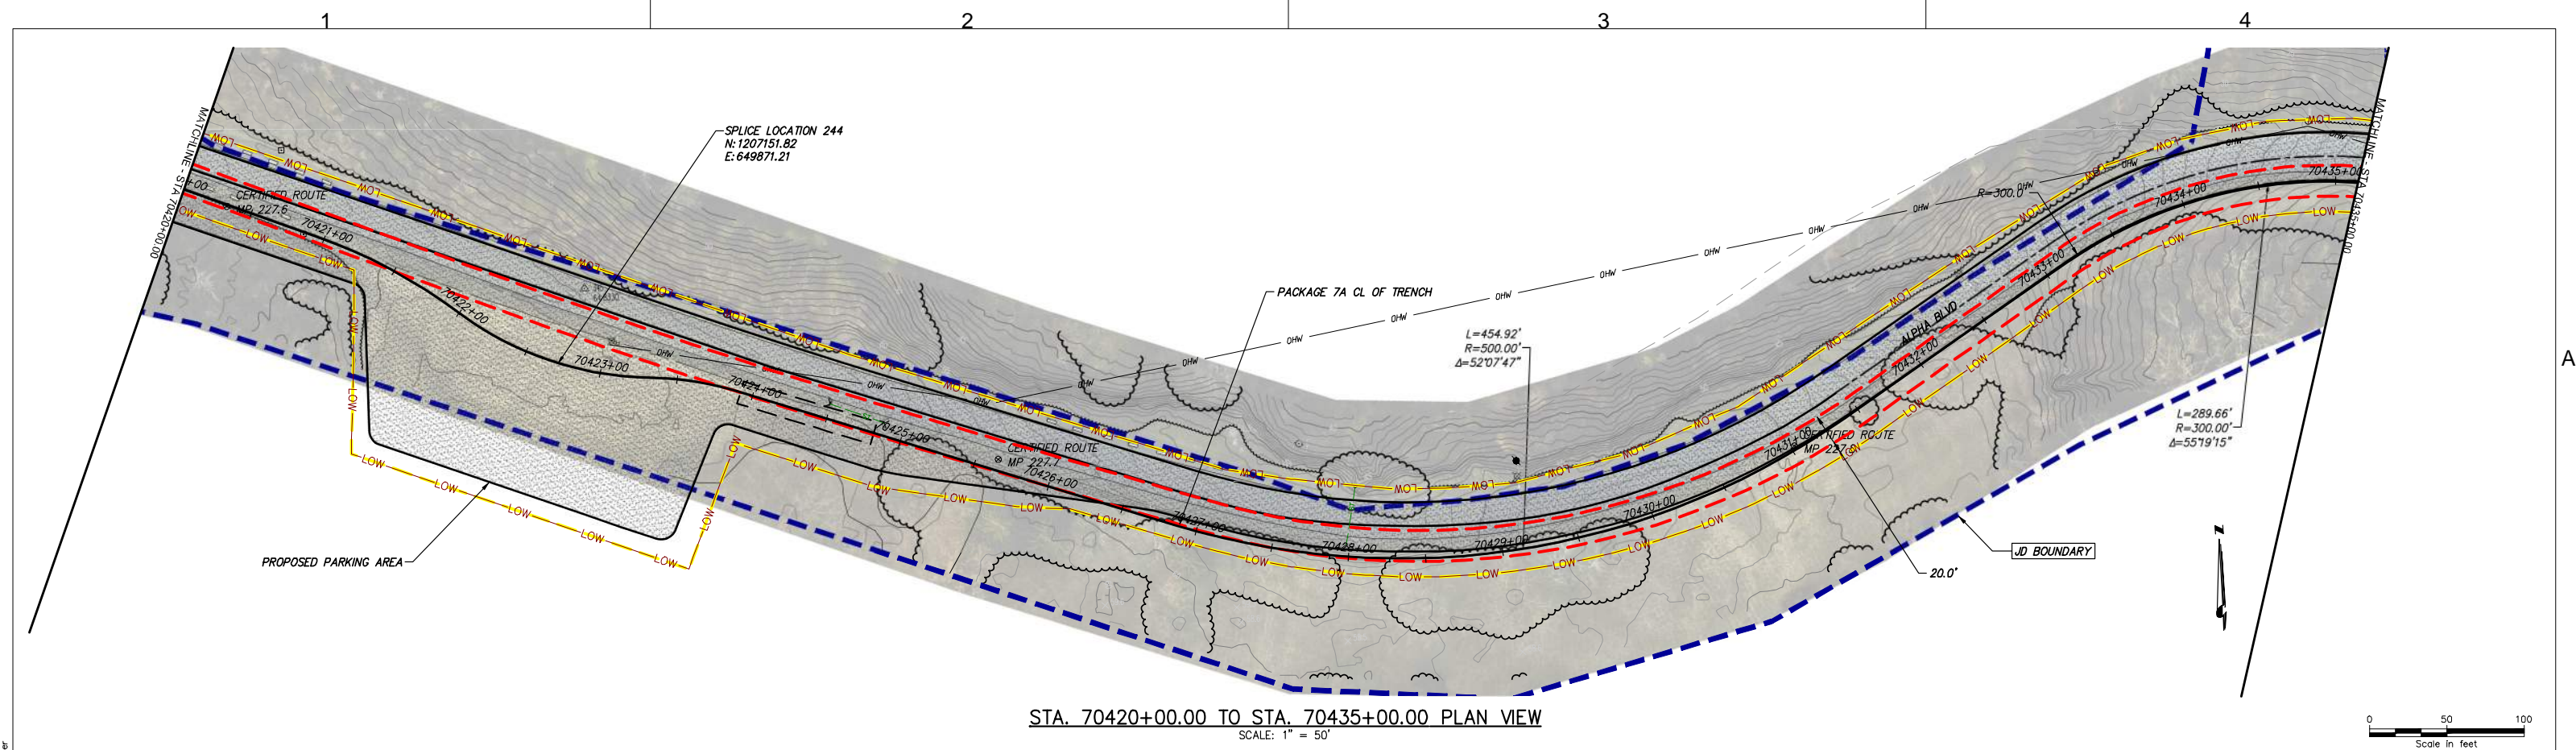 1
2
3
4
A
MATCHLINE - STA. 70420+00.00
+00
CERTIFIED ROUTE
MP 227.6
70421+00
70422+00
70423+00
70424+00
70425+00
SPLICE LOCATION 244
N:1207151.82
E:649871.21
PROPOSED PARKING AREA
CERTIFIED ROUTE
MP 227.7
70426+00
70427+00
70428+00
70429+00
70430+00
70431+00
PACKAGE 7A CL OF TRENCH
L=454.92'
R=500.00'
Δ=52°07'47"
CERTIFIED ROUTE
MP 227.
ALPHA BLVD
70432+00
70433+00
70434+00
70435+00
R=300.0'
L=289.66'
R=300.00'
Δ=55°19'15"
20.0'
JD BOUNDARY
MATCHLINE - STA. 70435+00.00
LOW
OHW
N
STA. 70420+00.00 TO STA. 70435+00.00 PLAN VIEW
SCALE: 1" = 50'
0 50 100
Scale in feet
er